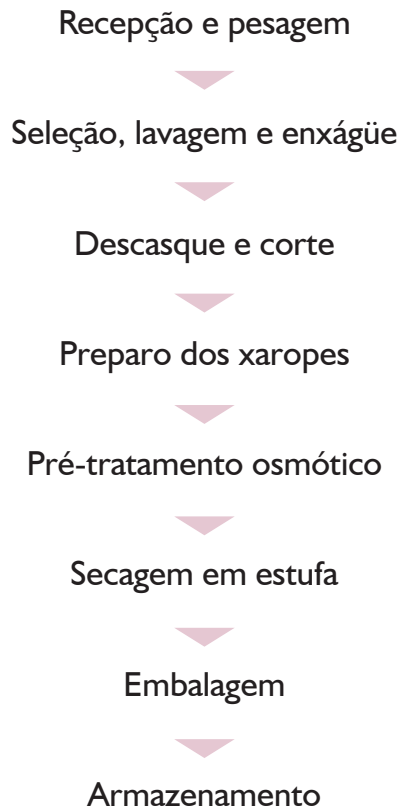 Recepção e pesagem
Seleção, lavagem e enxágüe
Descasque e corte
Preparo dos xaropes
Pré-tratamento osmótico
Secagem em estufa
Embalagem
Armazenamento